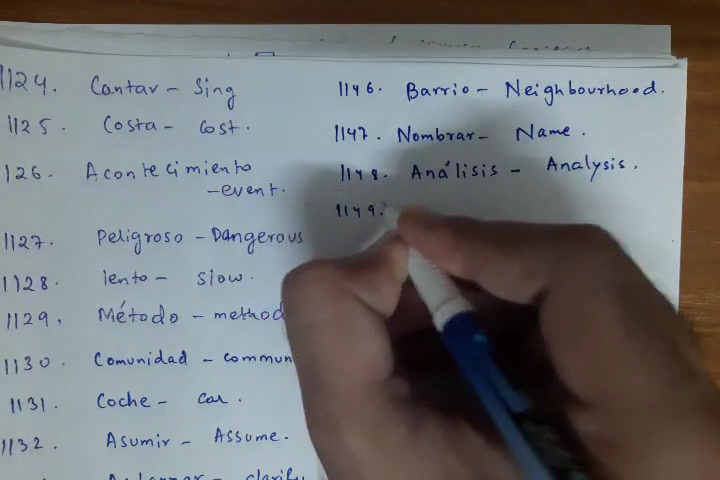 1124. Cantar - Sing
1125. Costa - Cost.
1126. Acontecimiento
- event.
1127. Peligroso - Dangerous
1128. lento - Slow.
1129. Método - method
1130. Comunidad - commun
1131. Coche - car.
1132. Asumir - Assume.
clarify
1146. Barrio - Neighbourhood.
1147. Nombrar - Name.
1148. Análisis - Analysis.
1149.